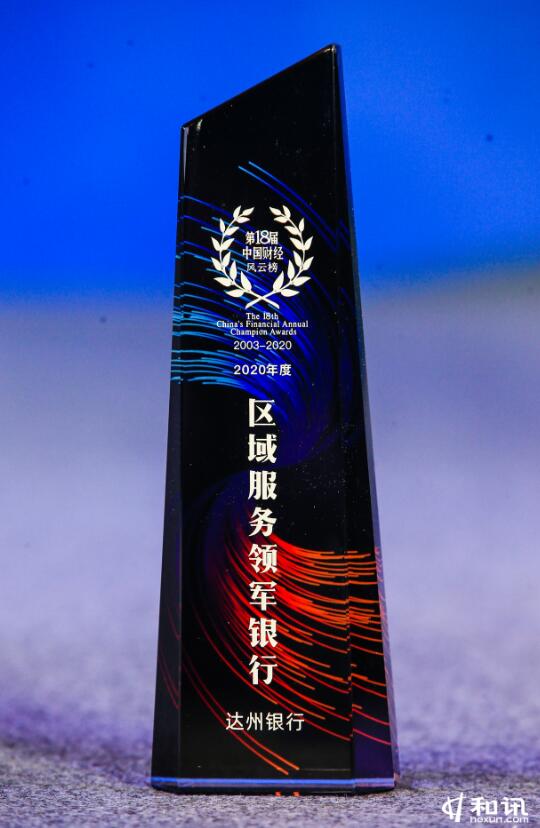 第18届
中国财经
风云榜
The 18th
China's Financial Annual
Champion Awards
2003-2020
2020年度
区域服务领军银行
达州银行
和讯
hexun.com